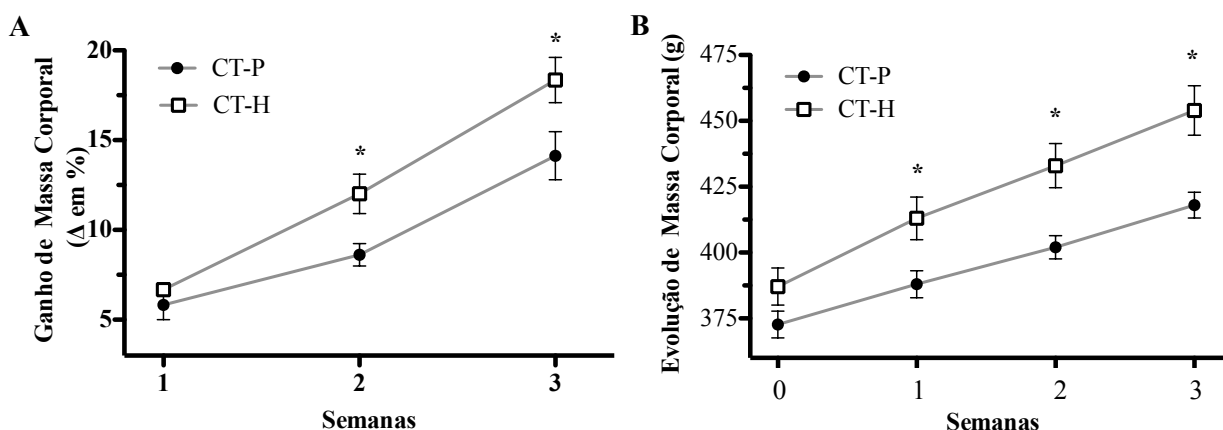 A
Ganho de Massa Corporal
(Δ em %)
20
15
10
5
CT-P
CT-H
*
*
1
2
3
Semanas
B
Evolução de Massa Corporal (g)
475
450
425
400
375
CT-P
CT-H
*
*
*
0
1
2
3
Semanas